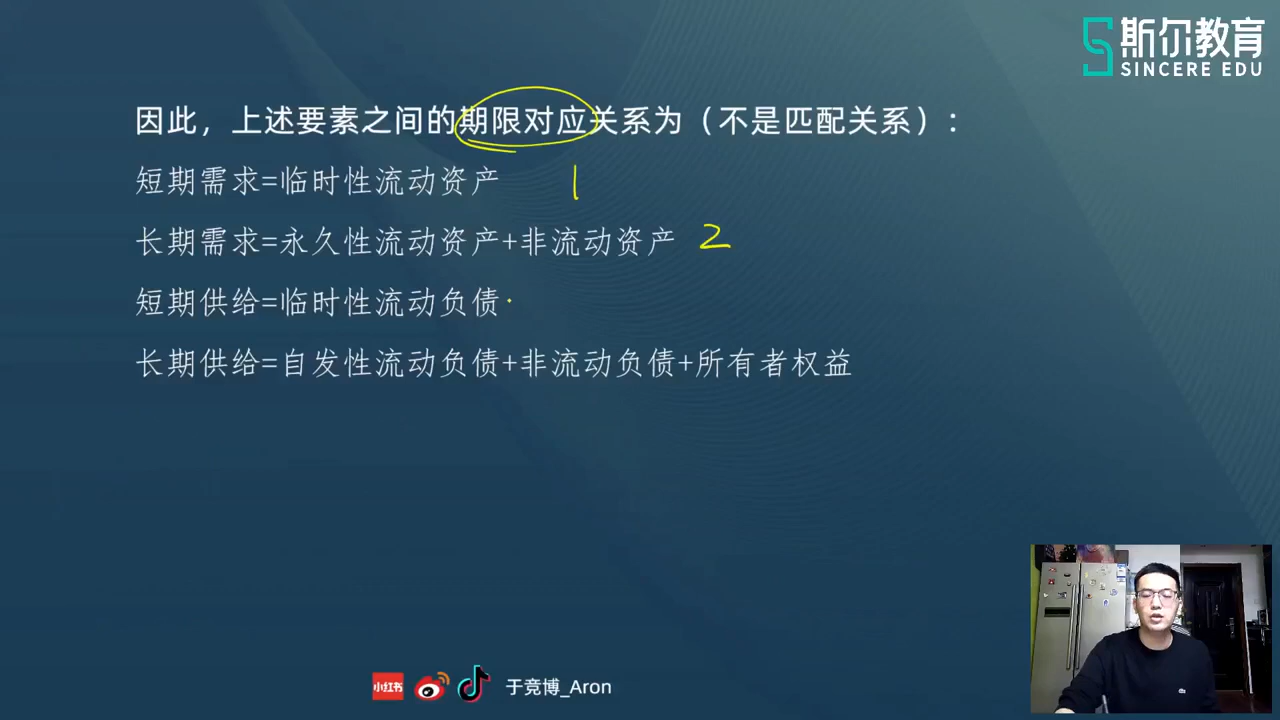 斯尔教育
SINCERE EDU
因此，上述要素之间的期限对应关系为（不是匹配关系）：
短期需求=临时性流动资产 1
长期需求=永久性流动资产+非流动资产 2
短期供给=临时性流动负债
长期供给=自发性流动负债+非流动负债+所有者权益
小红书 于竞博_Aron